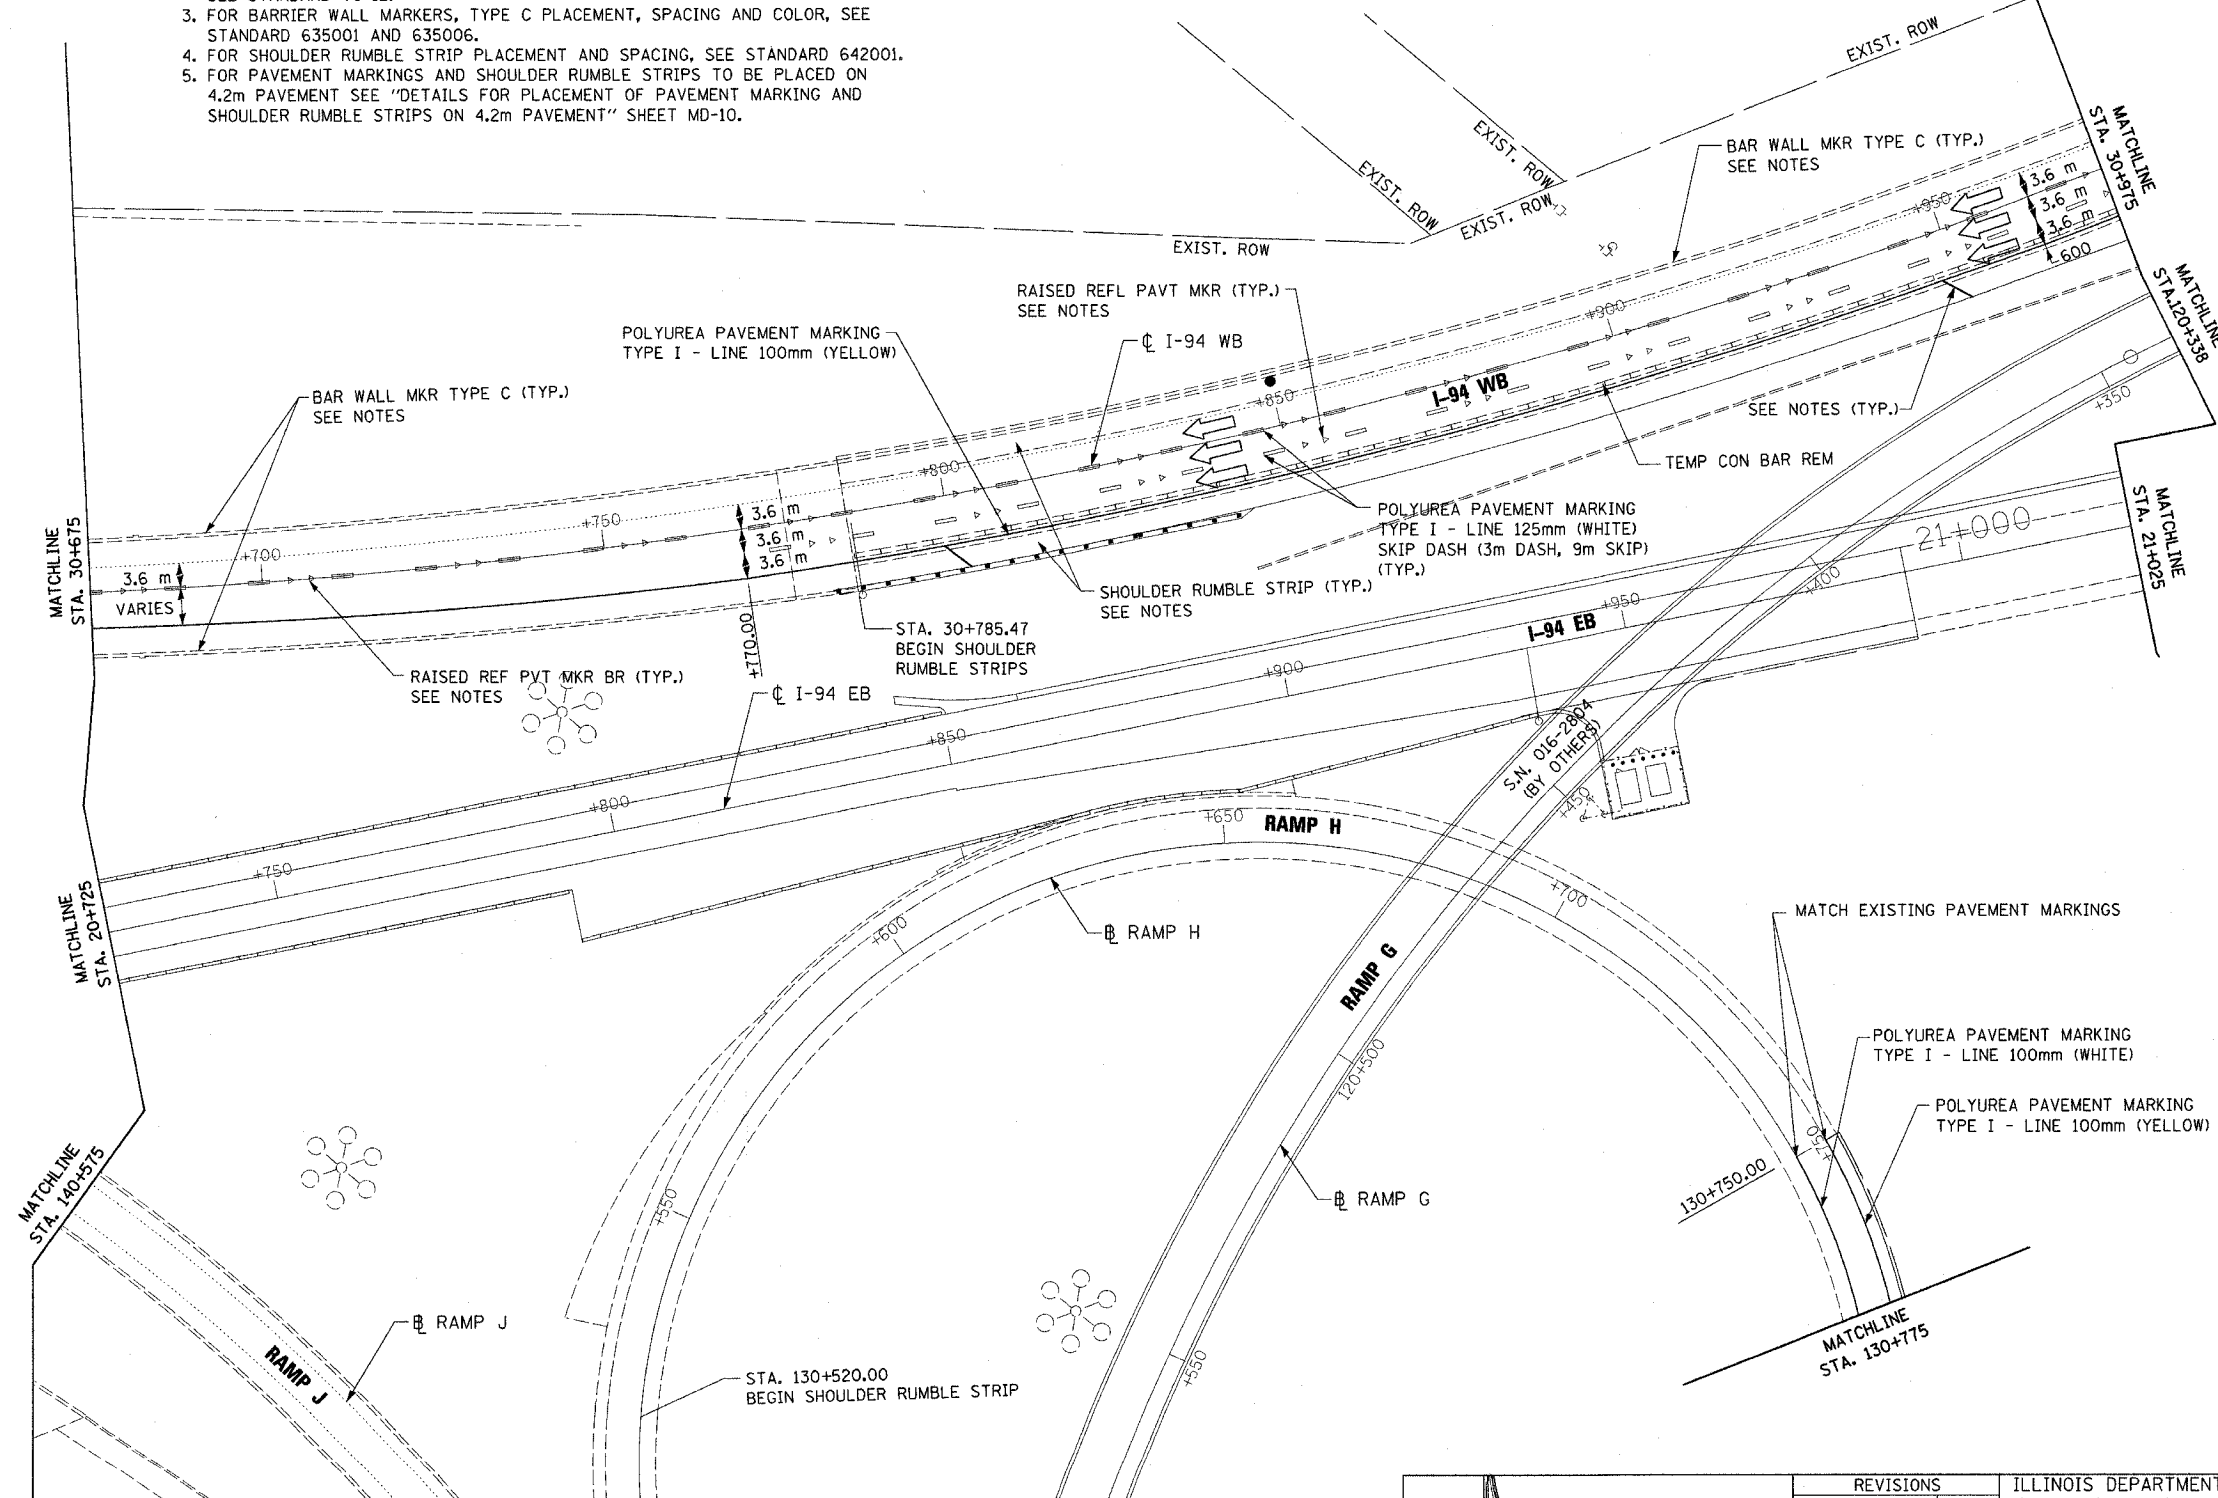 3. FOR BARRIER WALL MARKERS, TYPE C PLACEMENT, SPACING AND COLOR, SEE
STANDARD 635001 AND 635006.
4. FOR SHOULDER RUMBLE STRIP PLACEMENT AND SPACING, SEE STANDARD 642001.
5. FOR PAVEMENT MARKINGS AND SHOULDER RUMBLE STRIPS TO BE PLACED ON
4.2m PAVEMENT SEE "DETAILS FOR PLACEMENT OF PAVEMENT MARKING AND
SHOULDER RUMBLE STRIPS ON 4.2m PAVEMENT" SHEET MD-10.
EXIST. ROW
EXIST. ROW
EXIST. ROW
EXIST. ROW
EXIST. ROW
BAR WALL MKR TYPE C (TYP.)
SEE NOTES
MATCHLINE
STA. 30+975
3.6 m
3.6 m
3.6 m
600
+950
MATCHLINE
STA.120+338
RAISED REFL PAVT MKR (TYP.)
SEE NOTES
+900
POLYUREA PAVEMENT MARKING
TYPE I - LINE 100mm (YELLOW)
℄ I-94 WB
BAR WALL MKR TYPE C (TYP.)
SEE NOTES
+850
I-94 WB
SEE NOTES (TYP.)
+350
TEMP CON BAR REM
+800
POLYUREA PAVEMENT MARKING
TYPE I - LINE 125mm (WHITE)
SKIP DASH (3m DASH, 9m SKIP)
(TYP.)
3.6 m
3.6 m
3.6 m
+750
+700
MATCHLINE
STA. 30+675
3.6 m
VARIES
21+000
MATCHLINE
STA. 21+025
SHOULDER RUMBLE STRIP (TYP.)
SEE NOTES
+400
+950
I-94 EB
STA. 30+785.47
BEGIN SHOULDER
RUMBLE STRIPS
+770.00
RAISED REF PVT MKR BR (TYP.)
SEE NOTES
℄ I-94 EB
+900
+850
S.N. 016-2804
(BY OTHERS)
+450
+800
+650
RAMP H
+750
+700
MATCHLINE
STA. 20+725
+600
B͟L RAMP H
MATCH EXISTING PAVEMENT MARKINGS
RAMP G
POLYUREA PAVEMENT MARKING
TYPE I - LINE 100mm (WHITE)
120+500
POLYUREA PAVEMENT MARKING
TYPE I - LINE 100mm (YELLOW)
+750
130+750.00
MATCHLINE
STA. 140+575
+550
BL RAMP G
BL RAMP J
RAMP J
MATCHLINE
STA. 130+775
+550
STA. 130+520.00
BEGIN SHOULDER RUMBLE STRIP
REVISIONS
ILLINOIS DEPARTMENT